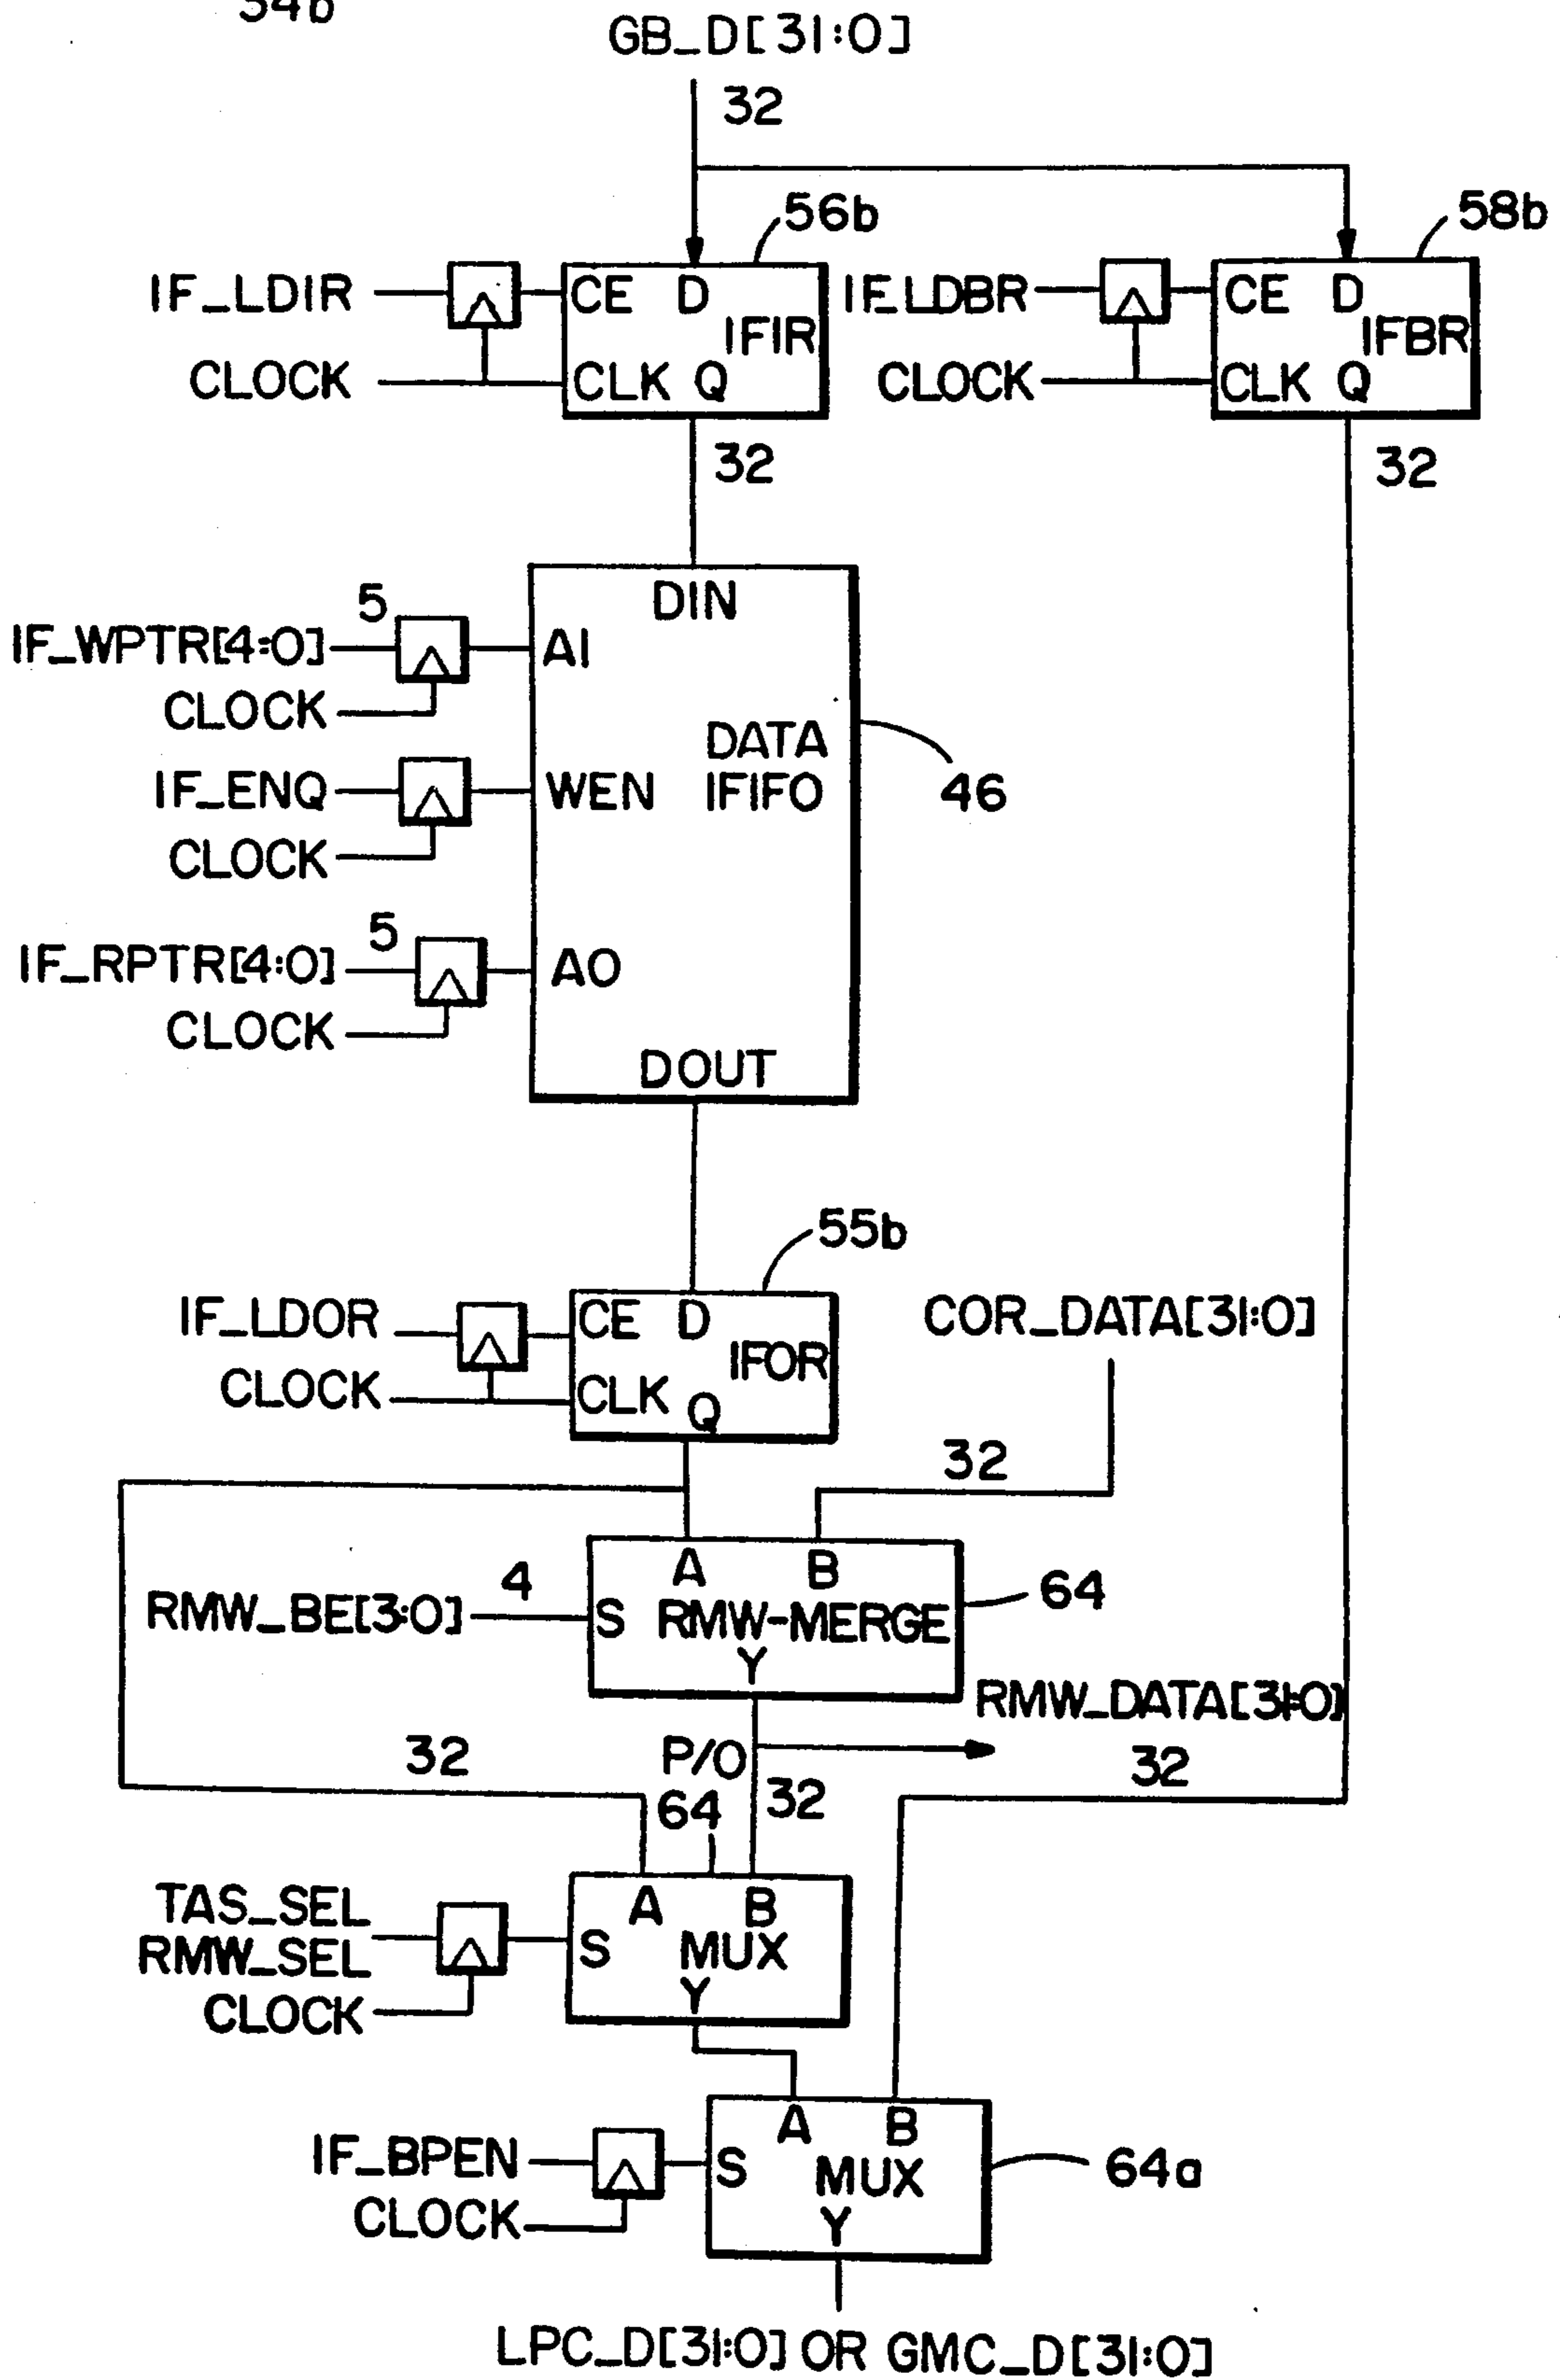 54b
GB_D[31:0]
32
56b
58b
IF_LDIR
CE D
IFIR
CLOCK
CLK Q
IF_LDBR
CE D
IFBR
CLOCK
CLK Q
32
32
DIN
5
IF_WPTR[4:0]
AI
CLOCK
DATA
IFIFO
46
IF_ENQ
WEN
CLOCK
5
IF_RPTR[4:0]
AO
CLOCK
DOUT
55b
IF_LDOR
CE D
IFOR
CLOCK
CLK Q
COR_DATA[31:0]
32
A B
4
RMW_BE[3:0]
S RMW-MERGE
Y
64
RMW_DATA[31:0]
32
P/O
64
32
32
TAS_SEL
RMW_SEL
CLOCK
A B
S MUX
Y
IF_BPEN
CLOCK
A B
S MUX
Y
64a
LPC_D[31:0] OR GMC_D[31:0]